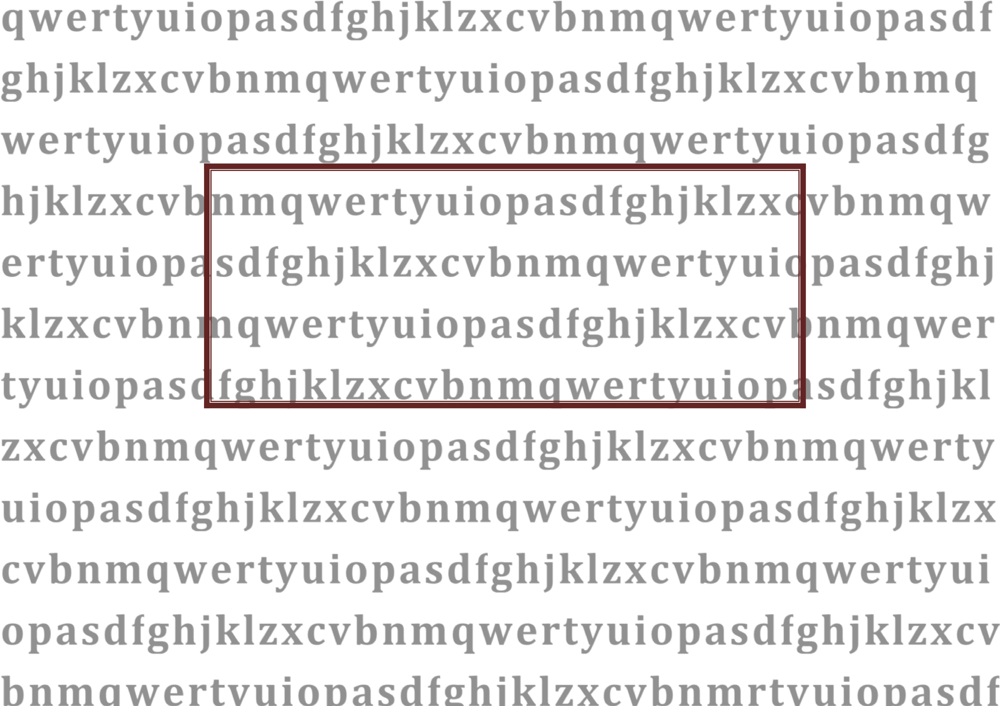 qwertyuiopasdfghjklzxcvbnmqwertyuiopasdf
ghjklzxcvbnmqwertyuiopasdfghjklzxcvbnmq
wertyuiopasdfghjklzxcvbnmqwertyuiopasdfg
hjklzxcvbnmqwertyuiopasdfghjklzxcvbnmqw
ertyuiopasdfghjklzxcvbnmqwertyuiopasdfghj
klzxcvbnmqwertyuiopasdfghjklzxcvbnmqwer
tyuiopasdfghjklzxcvbnmqwertyuiopasdfghjkl
zxcvbnmqwertyuiopasdfghjklzxcvbnmqwerty
uiopasdfghjklzxcvbnmqwertyuiopasdfghjklzx
cvbnmqwertyuiopasdfghjklzxcvbnmqwertyui
opasdfghjklzxcvbnmqwertyuiopasdfghjklzxcv
bnmqwertyuiopasdfghjklzxcvbnmrtyuiopasdf